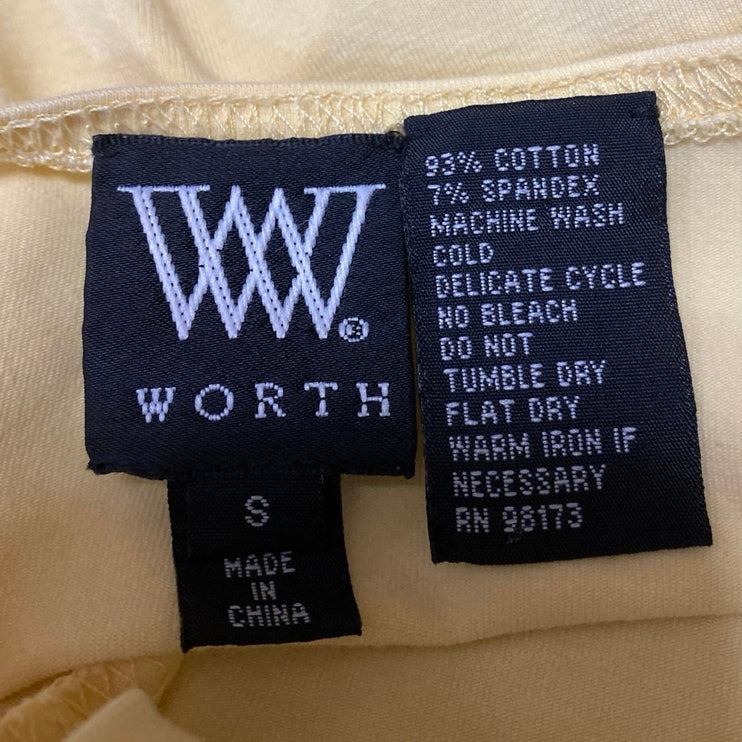 W
®
WORTH
S
MADE
IN
CHINA
93% COTTON
7% SPANDEX
MACHINE WASH
COLD
DELICATE CYCLE
NO BLEACH
DO NOT
TUMBLE DRY
FLAT DRY
WARM IRON IF
NECESSARY
RN 98173